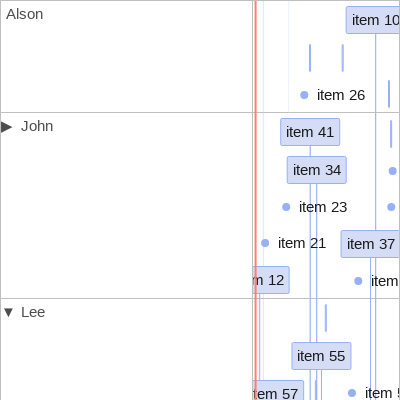 Alson
item 10
item 26
▶ John
item 41
item 34
item 23
item 21
item 37
m 12
item
▼ Lee
item 55
tem 57
item